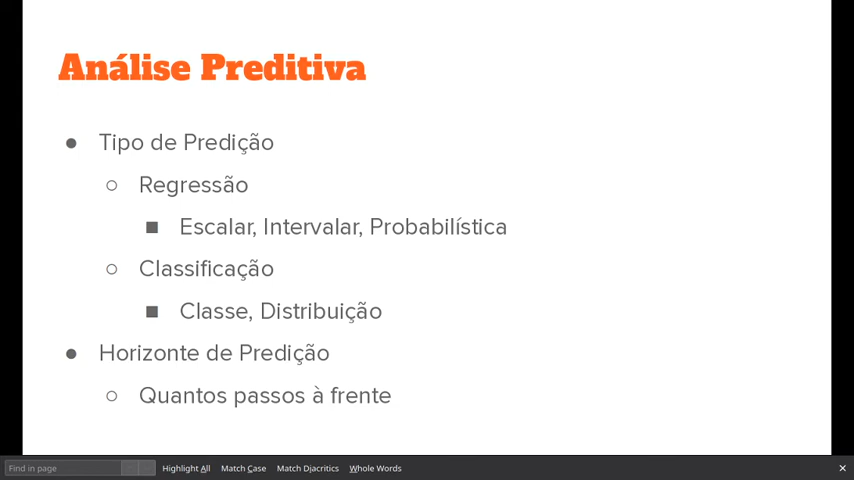 Análise Preditiva
● Tipo de Predição
○ Regressão
■ Escalar, Intervalar, Probabilística
○ Classificação
■ Classe, Distribuição
● Horizonte de Predição
○ Quantos passos à frente
Find in page Highlight All Match Case Match Diacritics Whole Words